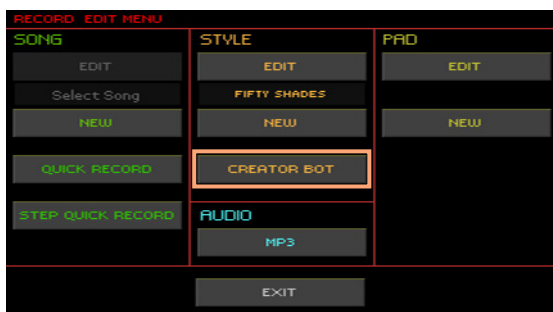 RECORD EDIT MENU
SONG
EDIT
Select Song
NEW
QUICK RECORD
STEP QUICK RECORD
STYLE
EDIT
FIFTY SHADES
NEW
CREATOR BOT
AUDIO
MP3
PAD
EDIT
NEW
EXIT